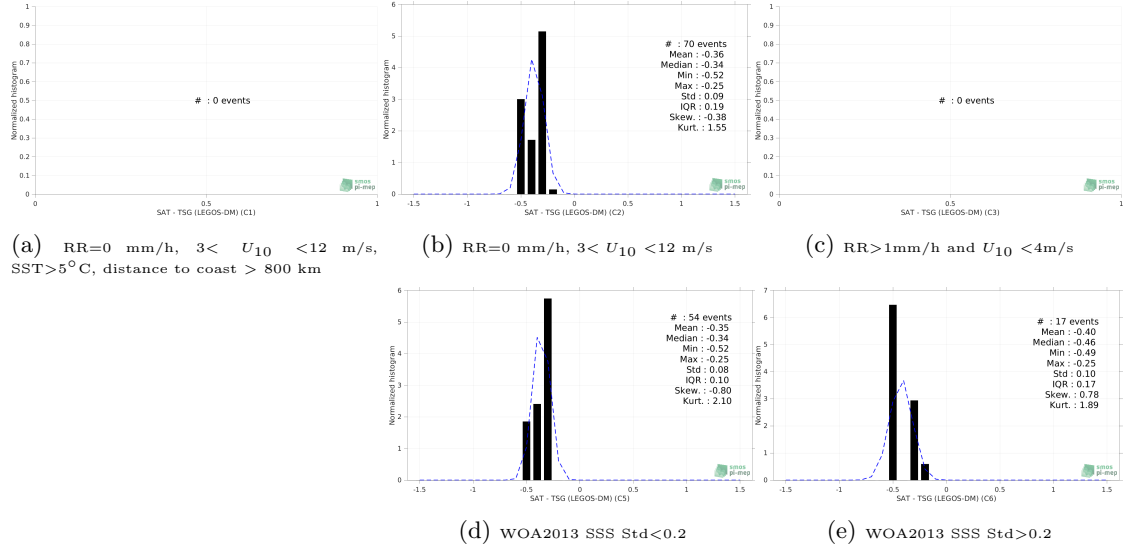 Normalized histogram
1
0.9
0.8
0.7
0.6
0.5
0.4
0.3
0.2
0.1
0
# : 0 events
smos
pi-mep
0 0.5 1
SAT - TSG (LEGOS-DM) (C1)
(a) RR=0 mm/h, 3< U10 <12 m/s,
SST>5°C, distance to coast > 800 km
Normalized histogram
6
5
4
3
2
1
0
# : 70 events
Mean : -0.36
Median : -0.34
Min : -0.52
Max : -0.25
Std : 0.09
IQR : 0.19
Skew. : -0.38
Kurt. : 1.55
smos
pi-mep
-1.5 -1 -0.5 0 0.5 1 1.5
SAT - TSG (LEGOS-DM) (C2)
(b) RR=0 mm/h, 3< U10 <12 m/s
Normalized histogram
1
0.9
0.8
0.7
0.6
0.5
0.4
0.3
0.2
0.1
0
# : 0 events
smos
pi-mep
0 0.5 1
SAT - TSG (LEGOS-DM) (C3)
(c) RR>1mm/h and U10 <4m/s
Normalized histogram
6
5
4
3
2
1
0
# : 54 events
Mean : -0.35
Median : -0.34
Min : -0.52
Max : -0.25
Std : 0.08
IQR : 0.10
Skew. : -0.80
Kurt. : 2.10
smos
pi-mep
-1.5 -1 -0.5 0 0.5 1 1.5
SAT - TSG (LEGOS-DM) (C5)
(d) WOA2013 SSS Std<0.2
Normalized histogram
7
6
5
4
3
2
1
0
# : 17 events
Mean : -0.40
Median : -0.46
Min : -0.49
Max : -0.25
Std : 0.10
IQR : 0.17
Skew. : 0.78
Kurt. : 1.89
smos
pi-mep
-1.5 -1 -0.5 0 0.5 1 1.5
SAT - TSG (LEGOS-DM) (C6)
(e) WOA2013 SSS Std>0.2